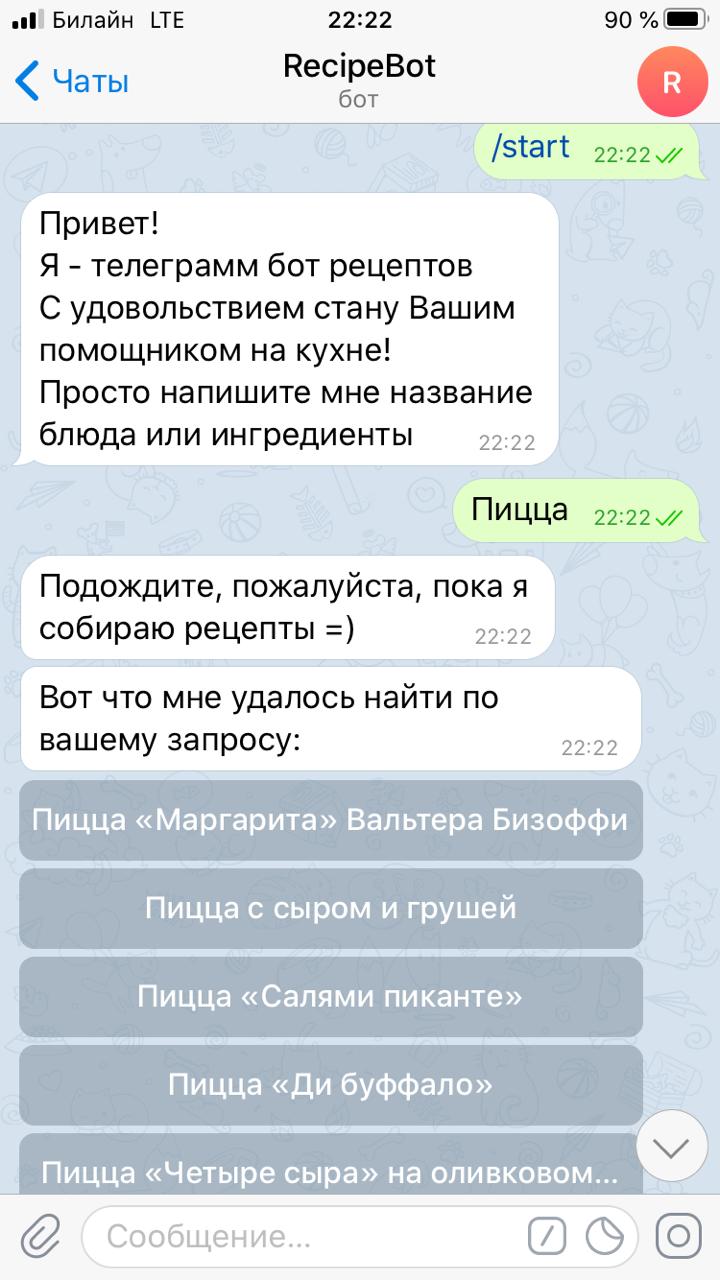 Билайн LTE 22:22 90 %
Чаты
RecipeBot
бот
R
/start 22:22
Привет!
Я - телеграмм бот рецептов
С удовольствием стану Вашим
помощником на кухне!
Просто напишите мне название
блюда или ингредиенты 22:22
Пицца 22:22
Подождите, пожалуйста, пока я
собираю рецепты =) 22:22
Вот что мне удалось найти по
вашему запросу: 22:22
Пицца «Маргарита» Вальтера Бизоффи
Пицца с сыром и грушей
Пицца «Салями пиканте»
Пицца «Ди буффало»
Пицца «Четыре сыра» на оливковом...
Сообщение...